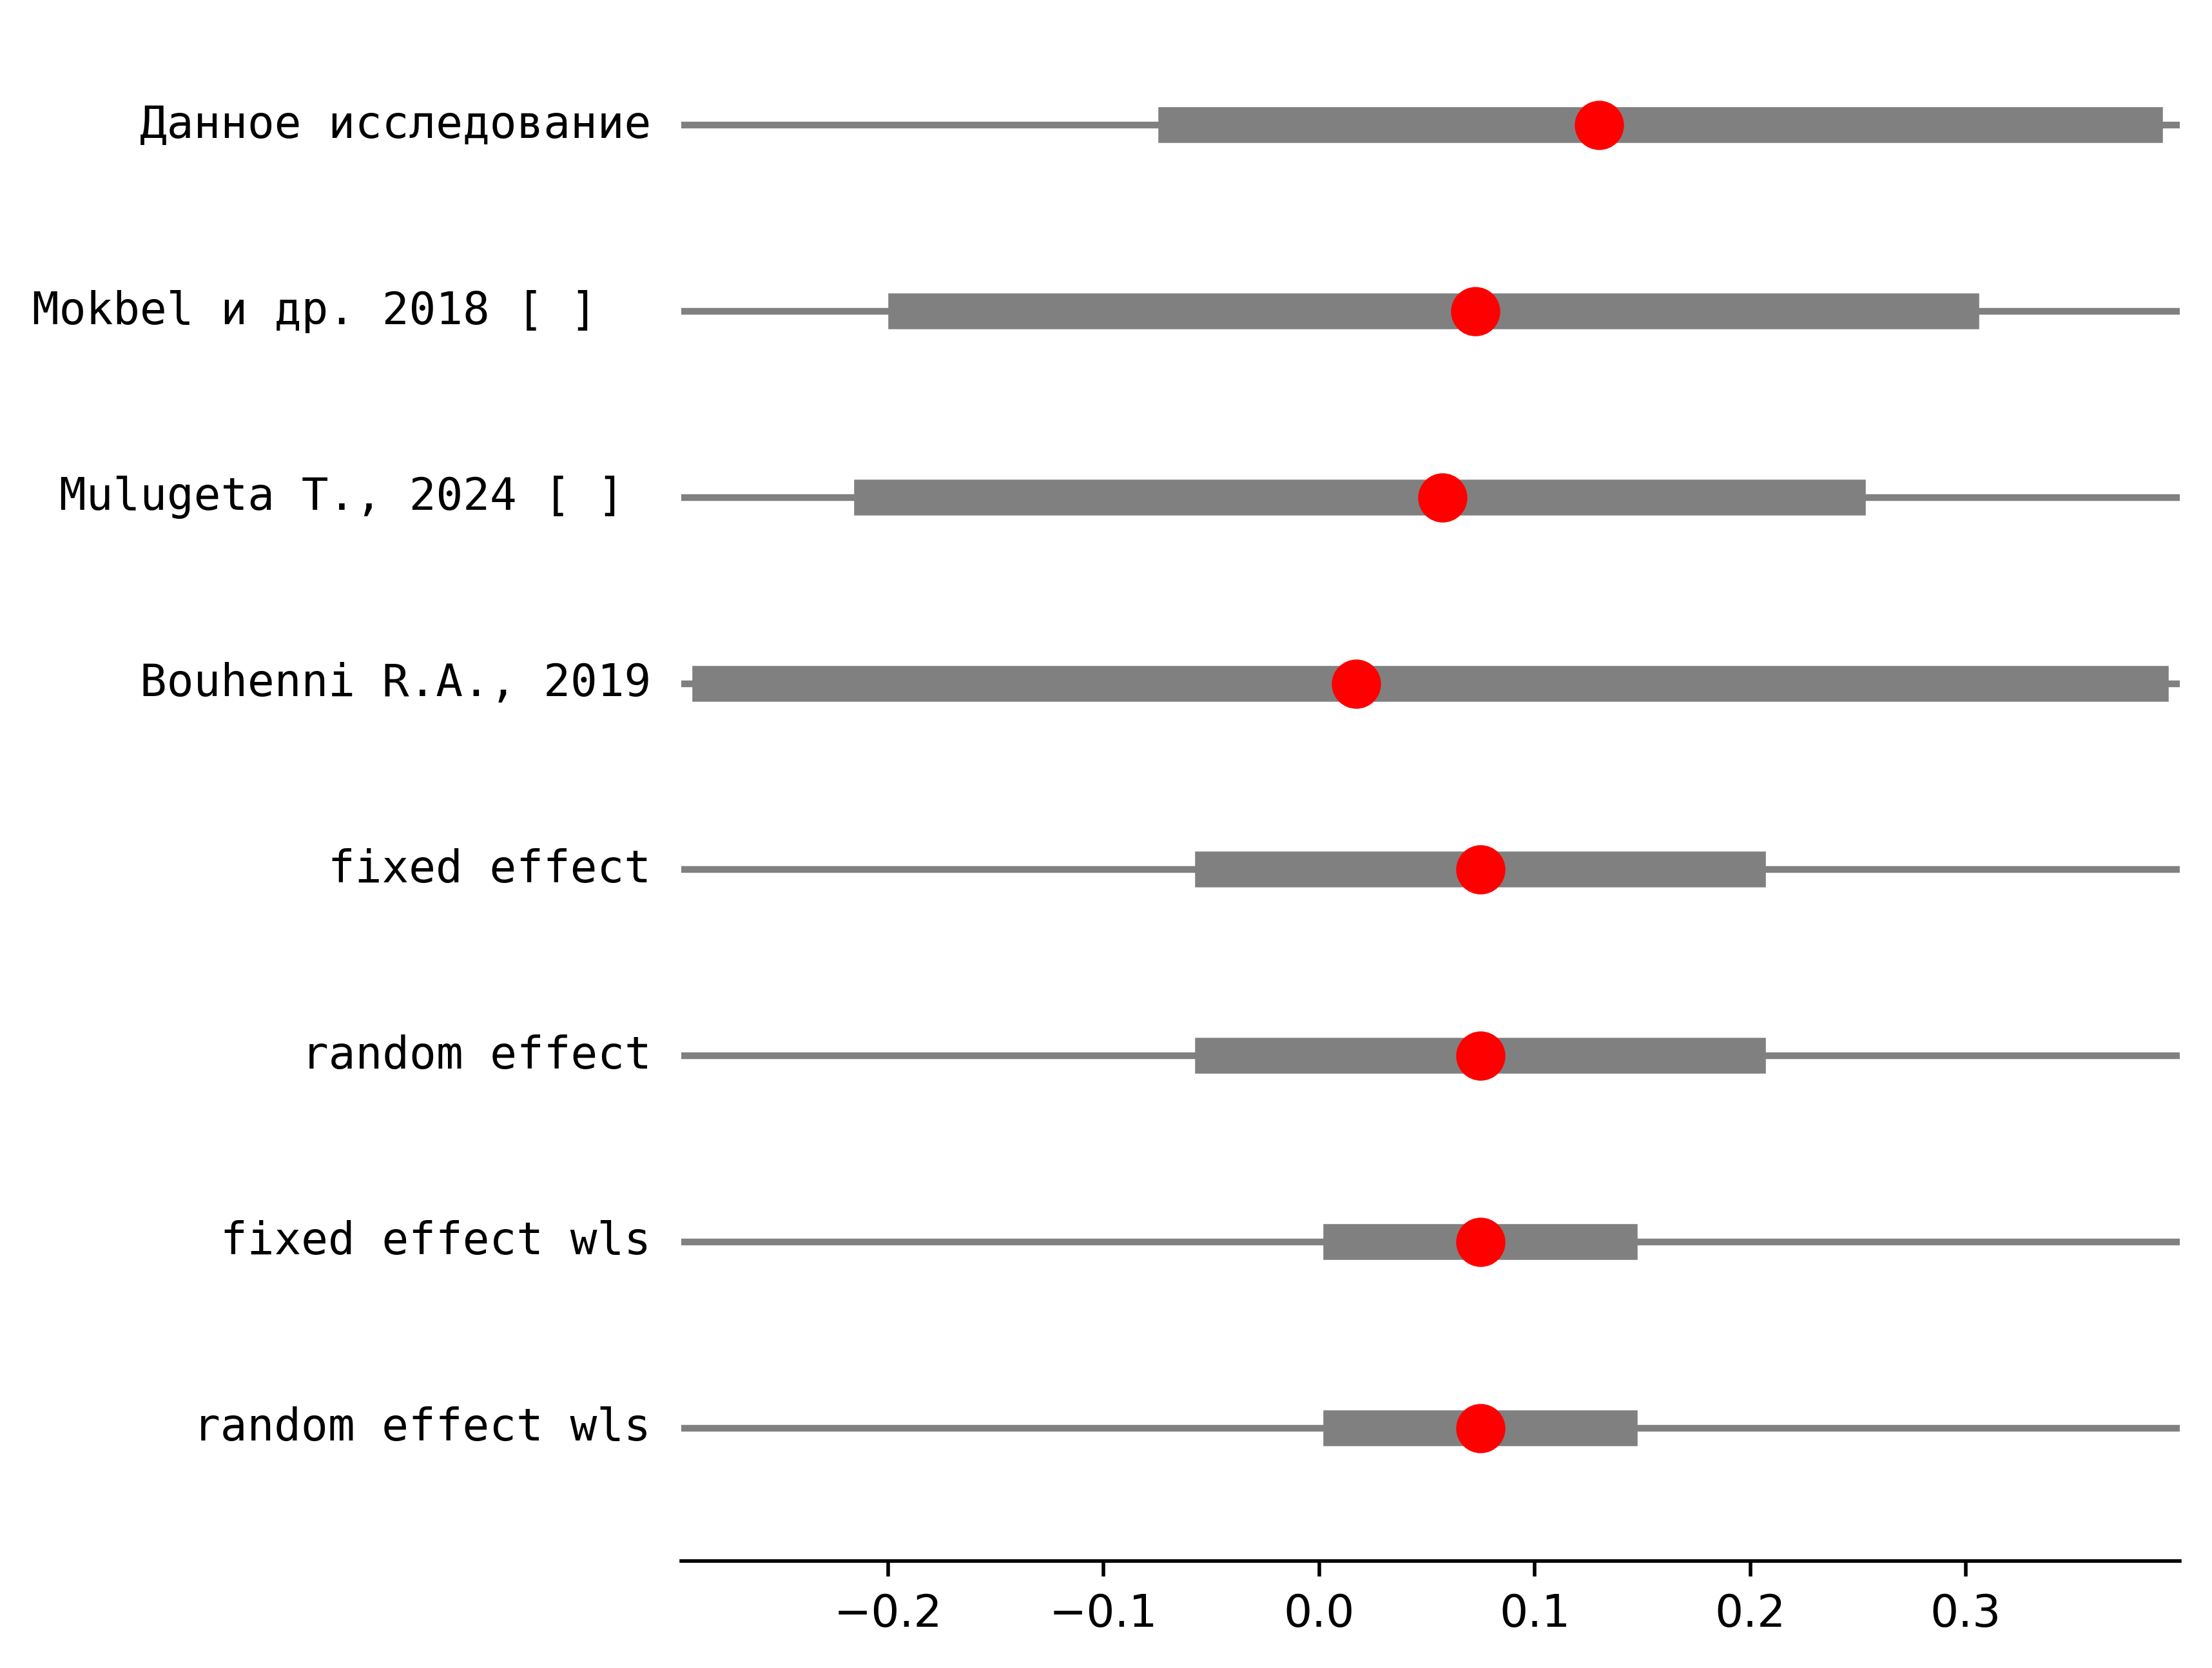 Данное исследование
Mokbel и др. 2018 [ ]
Mulugeta T., 2024 [ ]
Bouhenni R.A., 2019
fixed effect
random effect
fixed effect wls
random effect wls
−0.2 −0.1 0.0 0.1 0.2 0.3